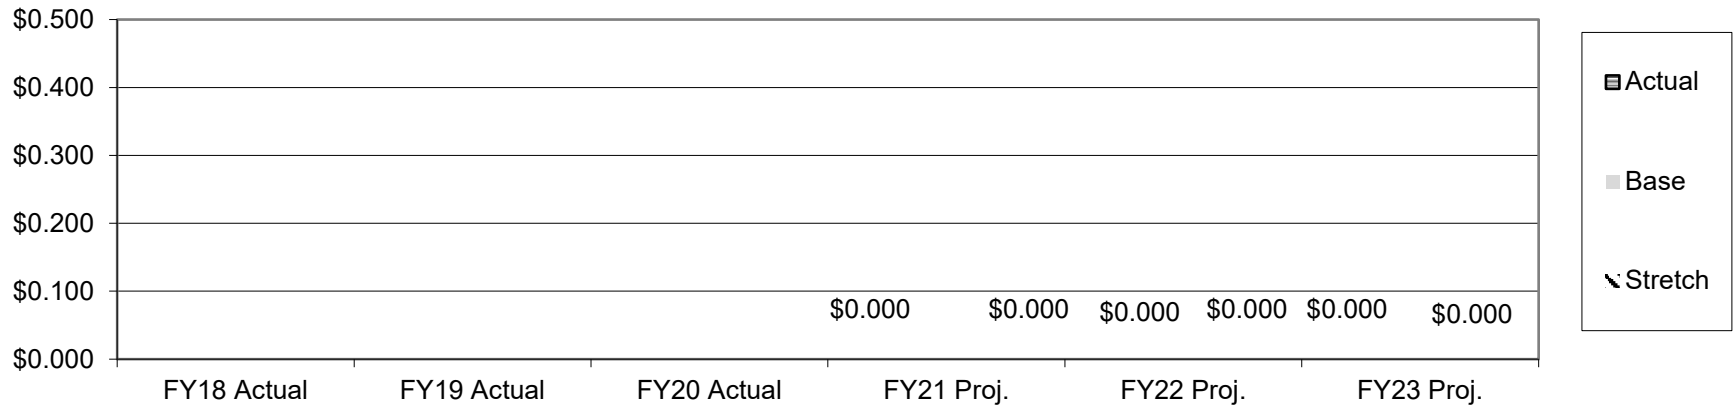 $0.500
$0.400
$0.300
$0.200
$0.100
$0.000
$0.000 $0.000 $0.000 $0.000 $0.000 $0.000
FY18 Actual FY19 Actual FY20 Actual FY21 Proj. FY22 Proj. FY23 Proj.
Actual
Base
Stretch